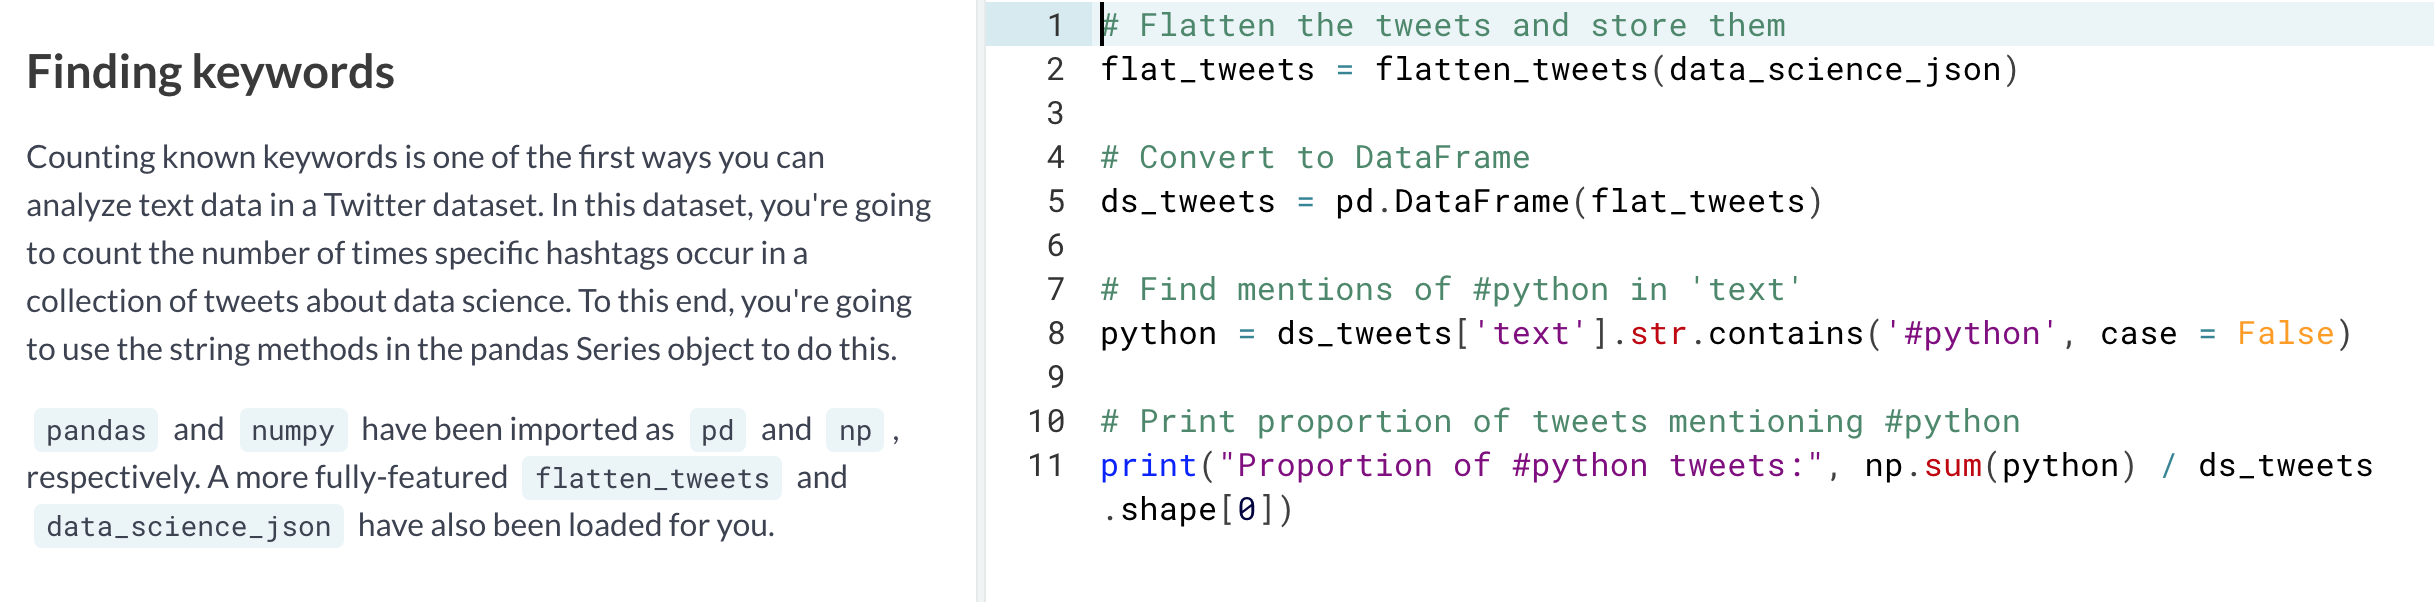 Finding keywords
Counting known keywords is one of the first ways you can
analyze text data in a Twitter dataset. In this dataset, you're going
to count the number of times specific hashtags occur in a
collection of tweets about data science. To this end, you're going
to use the string methods in the pandas Series object to do this.
pandas and numpy have been imported as pd and np ,
respectively. A more fully-featured flatten_tweets and
data_science_json have also been loaded for you.
1 # Flatten the tweets and store them
2 flat_tweets = flatten_tweets(data_science_json)
3
4 # Convert to DataFrame
5 ds_tweets = pd.DataFrame(flat_tweets)
6
7 # Find mentions of #python in 'text'
8 python = ds_tweets['text'].str.contains('#python', case = False)
9
10 # Print proportion of tweets mentioning #python
11 print("Proportion of #python tweets:", np.sum(python) / ds_tweets
.shape[0])